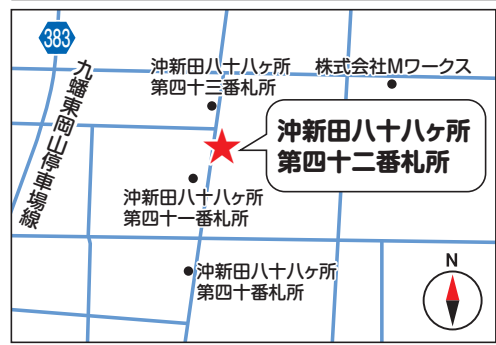 383
九蟠東岡山停車場線
沖新田八十八ヶ所
第四十三番札所
株式会社Mワークス
沖新田八十八ヶ所
第四十二番札所
沖新田八十八ヶ所
第四十一番札所
沖新田八十八ヶ所
第四十番札所
N